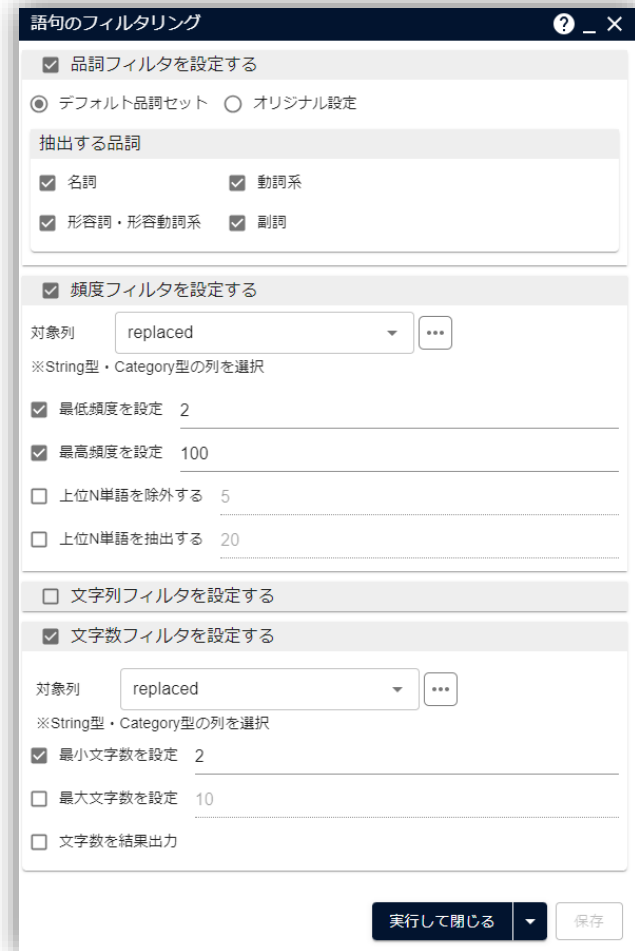 語句のフィルタリング
品詞フィルタを設定する
デフォルト品詞セット オリジナル設定
抽出する品詞
名詞 動詞系
形容詞・形容動詞系 副詞
頻度フィルタを設定する
対象列 replaced
※String型・Category型の列を選択
最低頻度を設定 2
最高頻度を設定 100
上位N単語を除外する 5
上位N単語を抽出する 20
文字列フィルタを設定する
文字数フィルタを設定する
対象列 replaced
※String型・Category型の列を選択
最小文字数を設定 2
最大文字数を設定 10
文字数を結果出力
実行して閉じる 保存